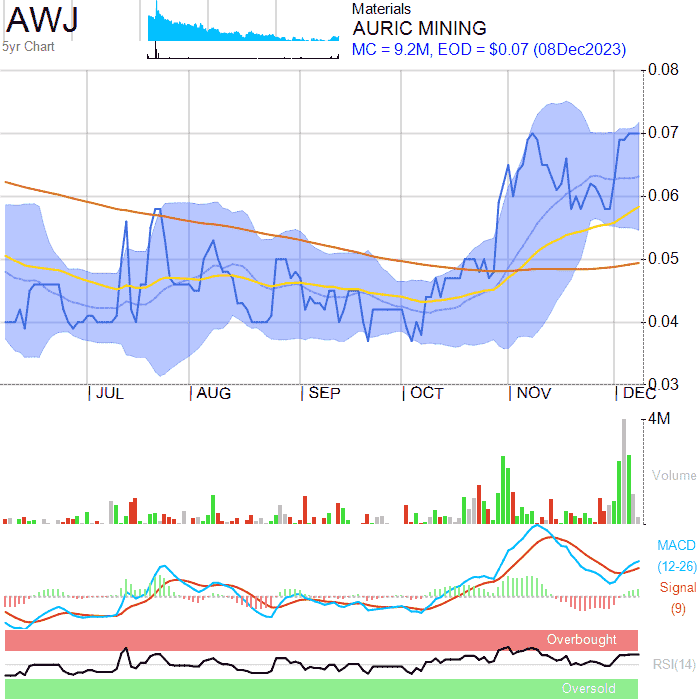 AWJ
5yr Chart
Materials
AURIC MINING
MC = 9.2M, EOD = $0.07 (08Dec2023)
0.08
0.07
0.06
0.05
0.04
0.03
JUL AUG SEP OCT NOV DEC
4M
Volume
MACD
(12-26)
Signal
(9)
Overbought
RSI(14)
Oversold